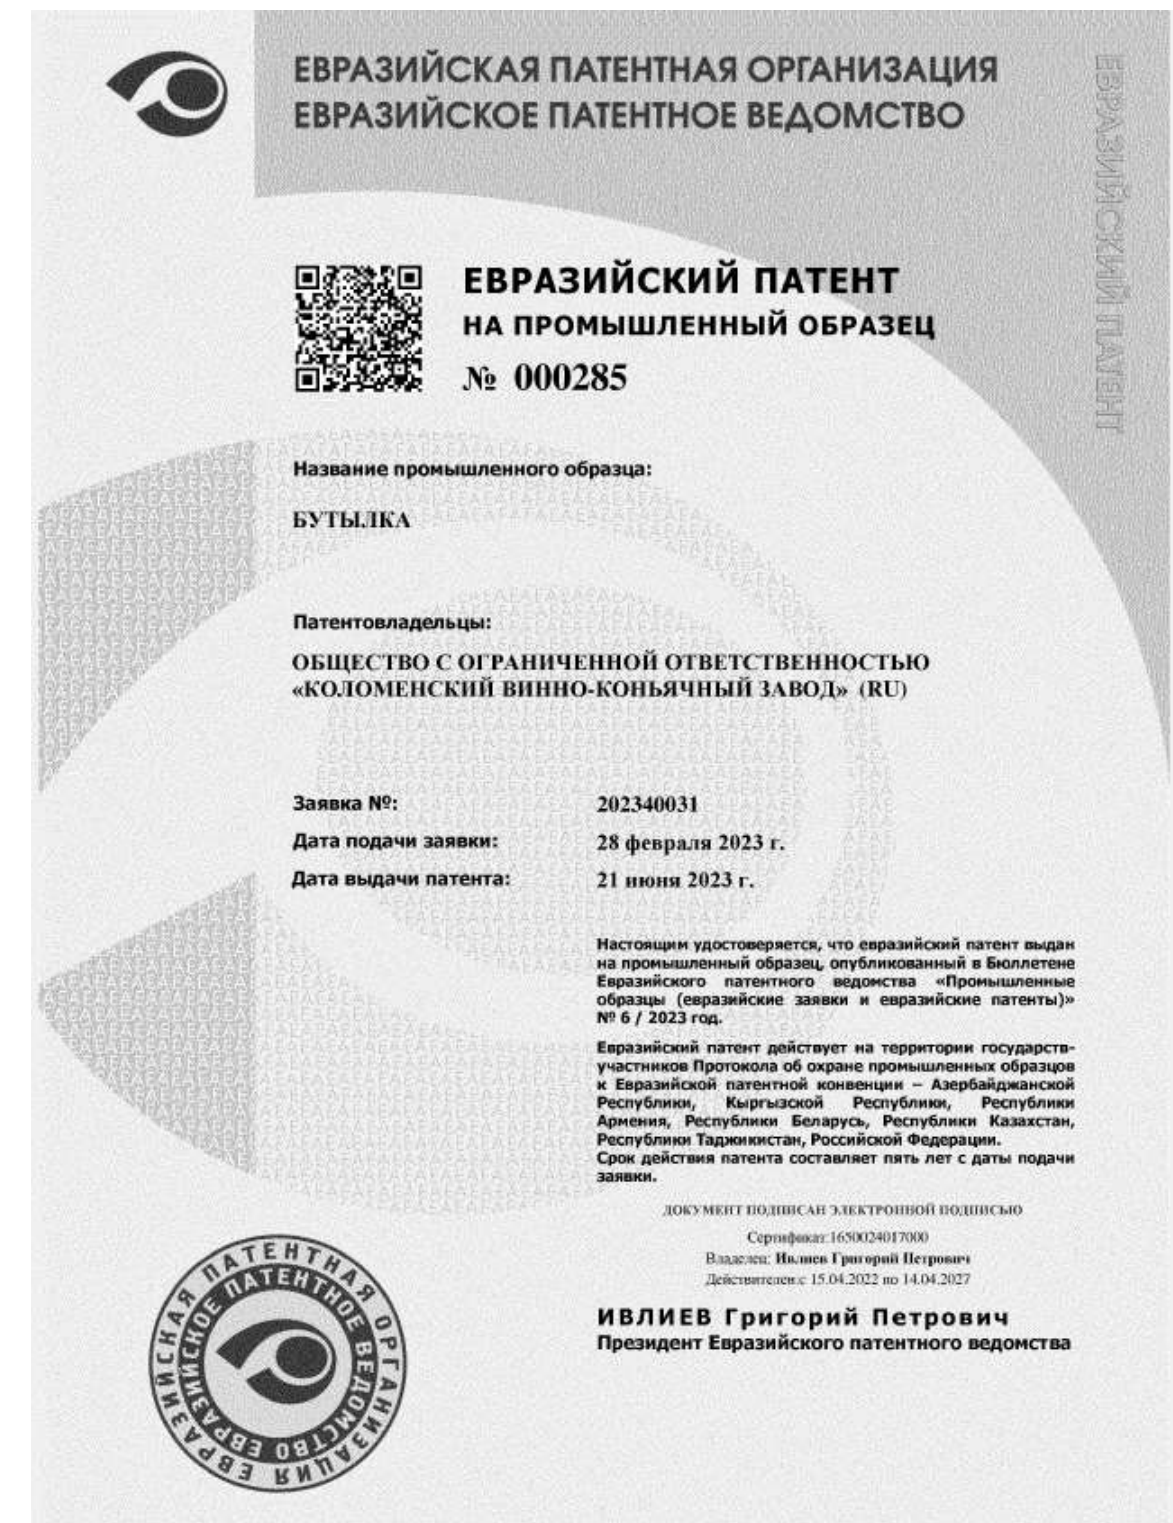 ЕВРАЗИЙСКАЯ ПАТЕНТНАЯ ОРГАНИЗАЦИЯ
ЕВРАЗИЙСКОЕ ПАТЕНТНОЕ ВЕДОМСТВО
ЕВРАЗИЙСКИЙ ПАТЕНТ
ЕВРАЗИЙСКИЙ ПАТЕНТ
НА ПРОМЫШЛЕННЫЙ ОБРАЗЕЦ
№ 000285
Название промышленного образца:
БУТЫЛКА
Патентовладельцы:
ОБЩЕСТВО С ОГРАНИЧЕННОЙ ОТВЕТСТВЕННОСТЬЮ
«КОЛОМЕНСКИЙ ВИННО-КОНЬЯЧНЫЙ ЗАВОД» (RU)
Заявка №: 202340031
Дата подачи заявки: 28 февраля 2023 г.
Дата выдачи патента: 21 июня 2023 г.
Настоящим удостоверяется, что евразийский патент выдан
на промышленный образец, опубликованный в Бюллетене
Евразийского патентного ведомства «Промышленные
образцы (евразийские заявки и евразийские патенты)»
№ 6 / 2023 год.
Евразийский патент действует на территории государств-
участников Протокола об охране промышленных образцов
к Евразийской патентной конвенции – Азербайджанской
Республики, Кыргызской Республики, Республики
Армения, Республики Беларусь, Республики Казахстан,
Республики Таджикистан, Российской Федерации.
Срок действия патента составляет пять лет с даты подачи
заявки.
ДОКУМЕНТ ПОДПИСАН ЭЛЕКТРОННОЙ ПОДПИСЬЮ
Сертификат:1650024017000
Владелец: Ивлиев Григорий Петрович
Действителен:с 15.04.2022 по 14.04.2027
ИВЛИЕВ Григорий Петрович
Президент Евразийского патентного ведомства
ЕВРАЗИЙСКАЯ ПАТЕНТНАЯ ОРГАНИЗАЦИЯ
ЕВРАЗИЙСКОЕ ПАТЕНТНОЕ ВЕДОМСТВО